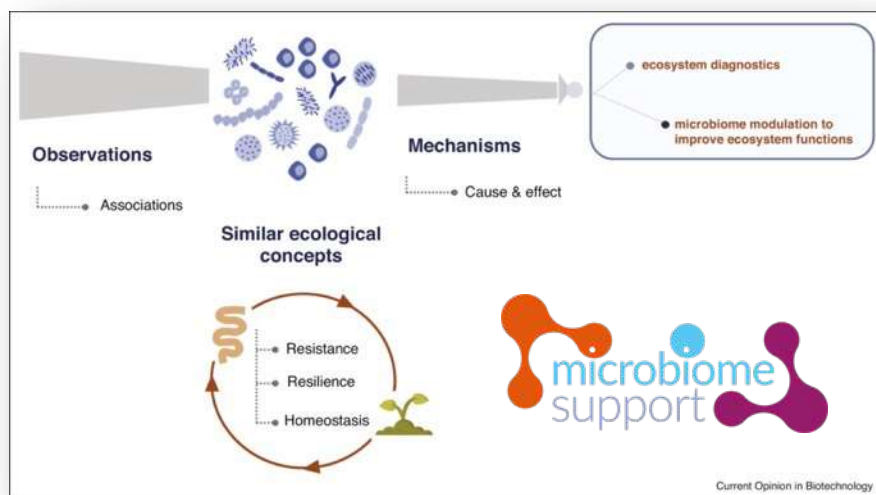 ecosystem diagnostics
microbiome modulation to
improve ecosystem functions
Observations
Associations
Mechanisms
Cause & effect
Similar ecological
concepts
Resistance
Resilience
Homeostasis
microbiome
support
Current Opinion in Biotechnology